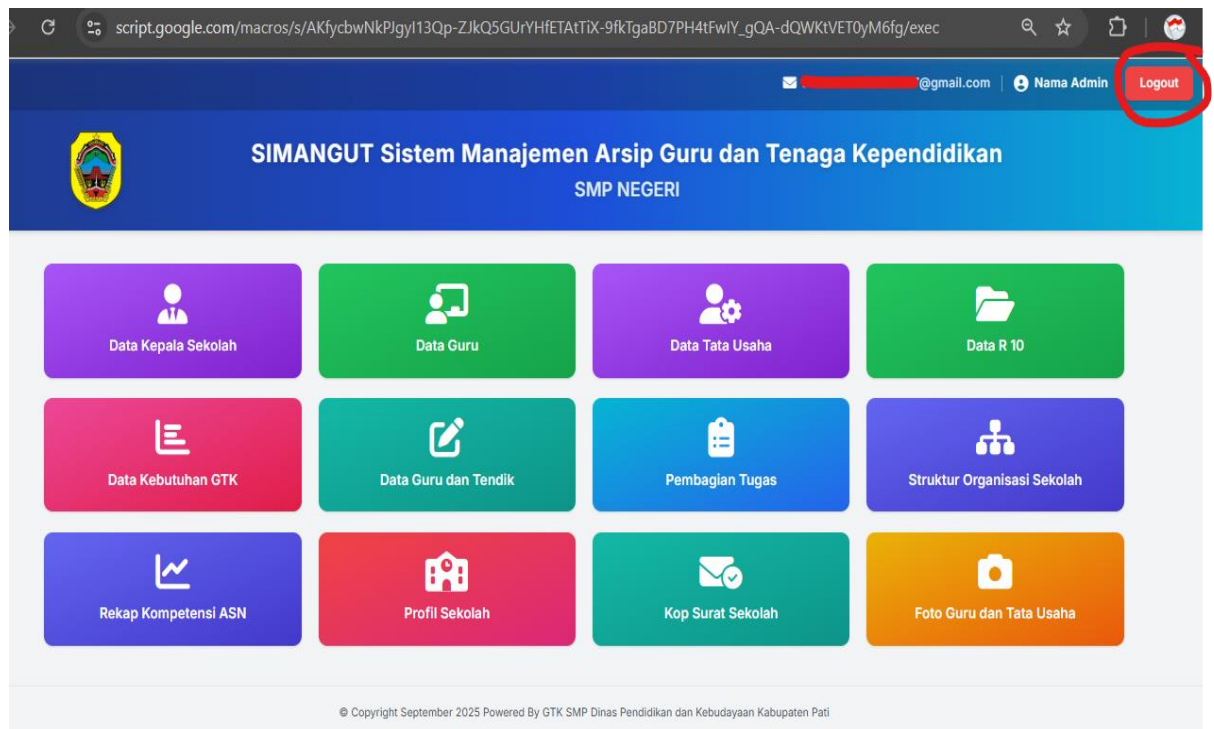 script.google.com/macros/s/AKfycbwNkPJgyI13Qp-ZJkQ5GUrYHfETAtTiX-9fkTgaBD7PH4tFwIY_gQA-dQWKtVET0yM6fg/exec
@gmail.com | Nama Admin Logout
SIMANGUT Sistem Manajemen Arsip Guru dan Tenaga Kependidikan
SMP NEGERI
Data Kepala Sekolah
Data Guru
Data Tata Usaha
Data R 10
Data Kebutuhan GTK
Data Guru dan Tendik
Pembagian Tugas
Struktur Organisasi Sekolah
Rekap Kompetensi ASN
Profil Sekolah
Kop Surat Sekolah
Foto Guru dan Tata Usaha
© Copyright September 2025 Powered By GTK SMP Dinas Pendidikan dan Kebudayaan Kabupaten Pati